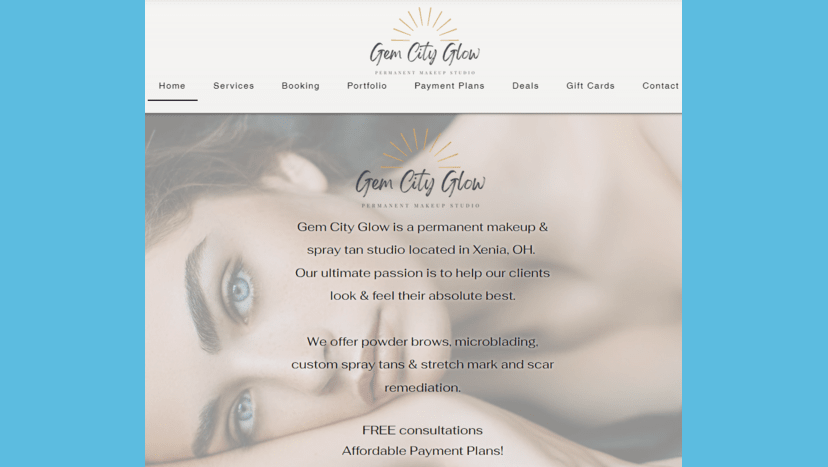 Gem City Glow
PERMANENT MAKEUP STUDIO
Home Services Booking Portfolio Payment Plans Deals Gift Cards Contact
Gem City Glow
PERMANENT MAKEUP STUDIO
Gem City Glow is a permanent makeup &
spray tan studio located in Xenia, OH.
Our ultimate passion is to help our clients
look & feel their absolute best.
We offer powder brows, microblading,
custom spray tans & stretch mark and scar
remediation.
FREE consultations
Affordable Payment Plans!